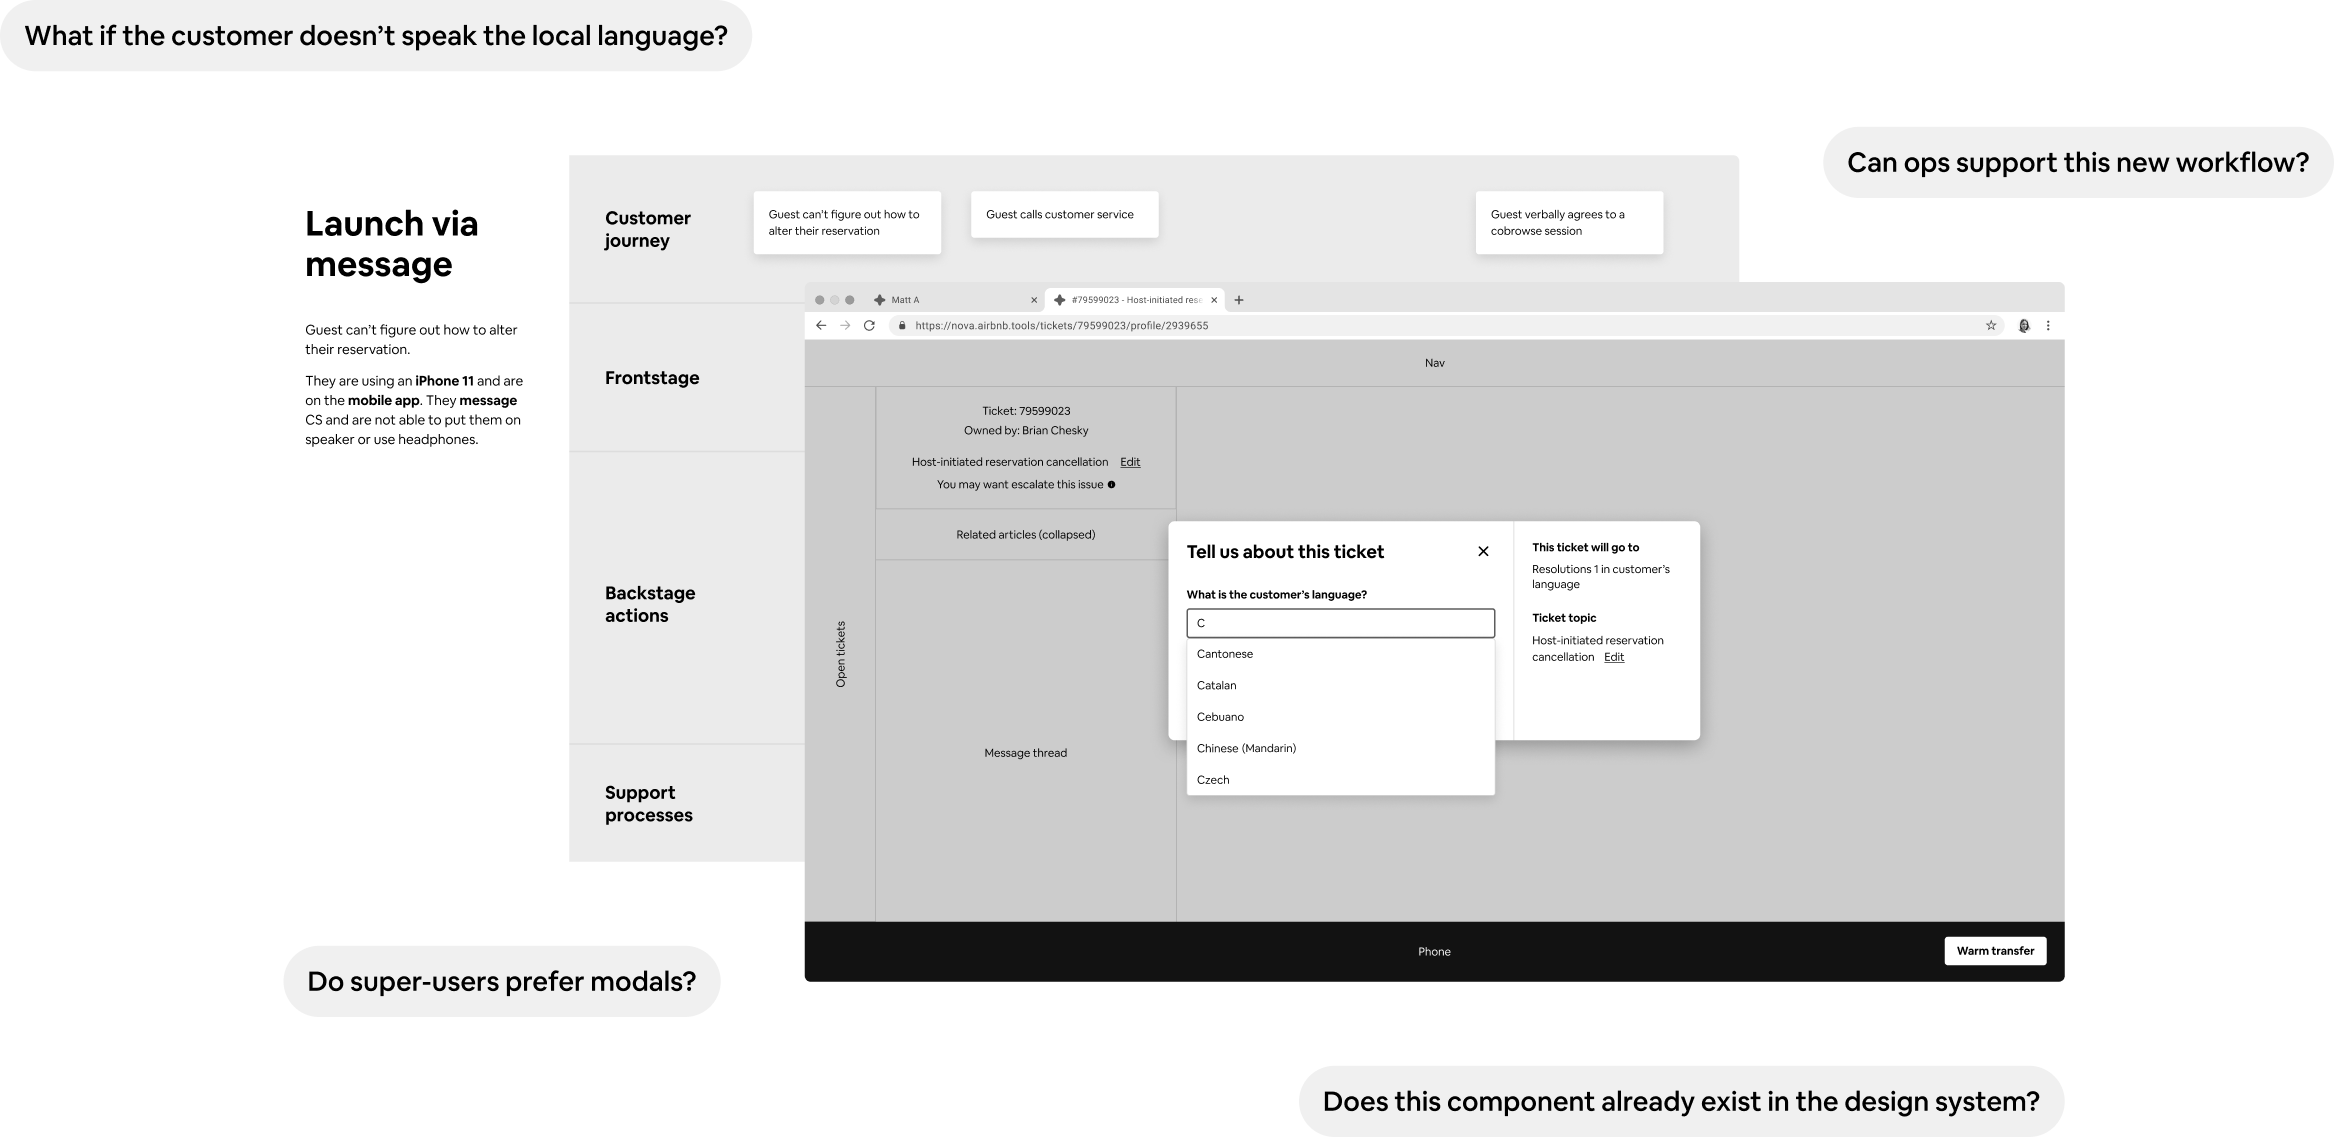 What if the customer doesn’t speak the local language?
Can ops support this new workflow?
Launch via
message
Guest can’t figure out how to alter
their reservation.
They are using an iPhone 11 and are
on the mobile app. They message
CS and are not able to put them on
speaker or use headphones.
Customer
journey
Guest can’t figure out how to
alter their reservation
Guest calls customer service
Guest verbally agrees to a
cobrowse session
Frontstage
Backstage
actions
Support
processes
Matt A
#79599023 - Host-initiated rese
https://nova.airbnb.tools/tickets/79599023/profile/2939655
Nav
Open tickets
Ticket: 79599023
Owned by: Brian Chesky
Host-initiated reservation cancellation Edit
You may want escalate this issue
Related articles (collapsed)
Message thread
Tell us about this ticket
What is the customer’s language?
C
Cantonese
Catalan
Cebuano
Chinese (Mandarin)
Czech
This ticket will go to
Resolutions 1 in customer’s
language
Ticket topic
Host-initiated reservation
cancellation Edit
Phone
Warm transfer
Do super-users prefer modals?
Does this component already exist in the design system?